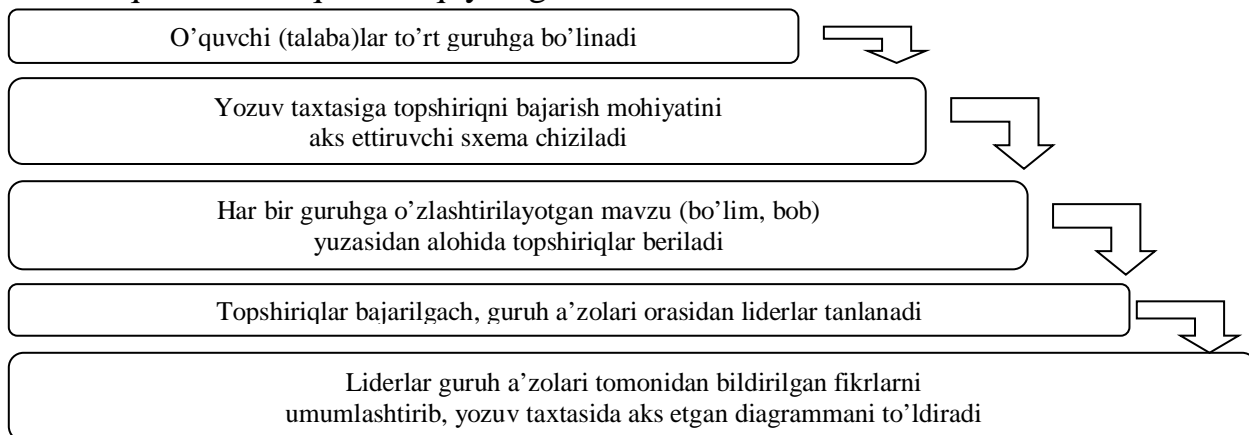 O’quvchi (talaba)lar to’rt guruhga bo’linadi
Yozuv taxtasiga topshiriqni bajarish mohiyatini
aks ettiruvchi sxema chiziladi
Har bir guruhga o’zlashtirilayotgan mavzu (bo’lim, bob)
yuzasidan alohida topshiriqlar beriladi
Topshiriqlar bajarilgach, guruh a’zolari orasidan liderlar tanlanadi
Liderlar guruh a’zolari tomonidan bildirilgan fikrlarni
umumlashtirib, yozuv taxtasida aks etgan diagrammani to’ldiradi